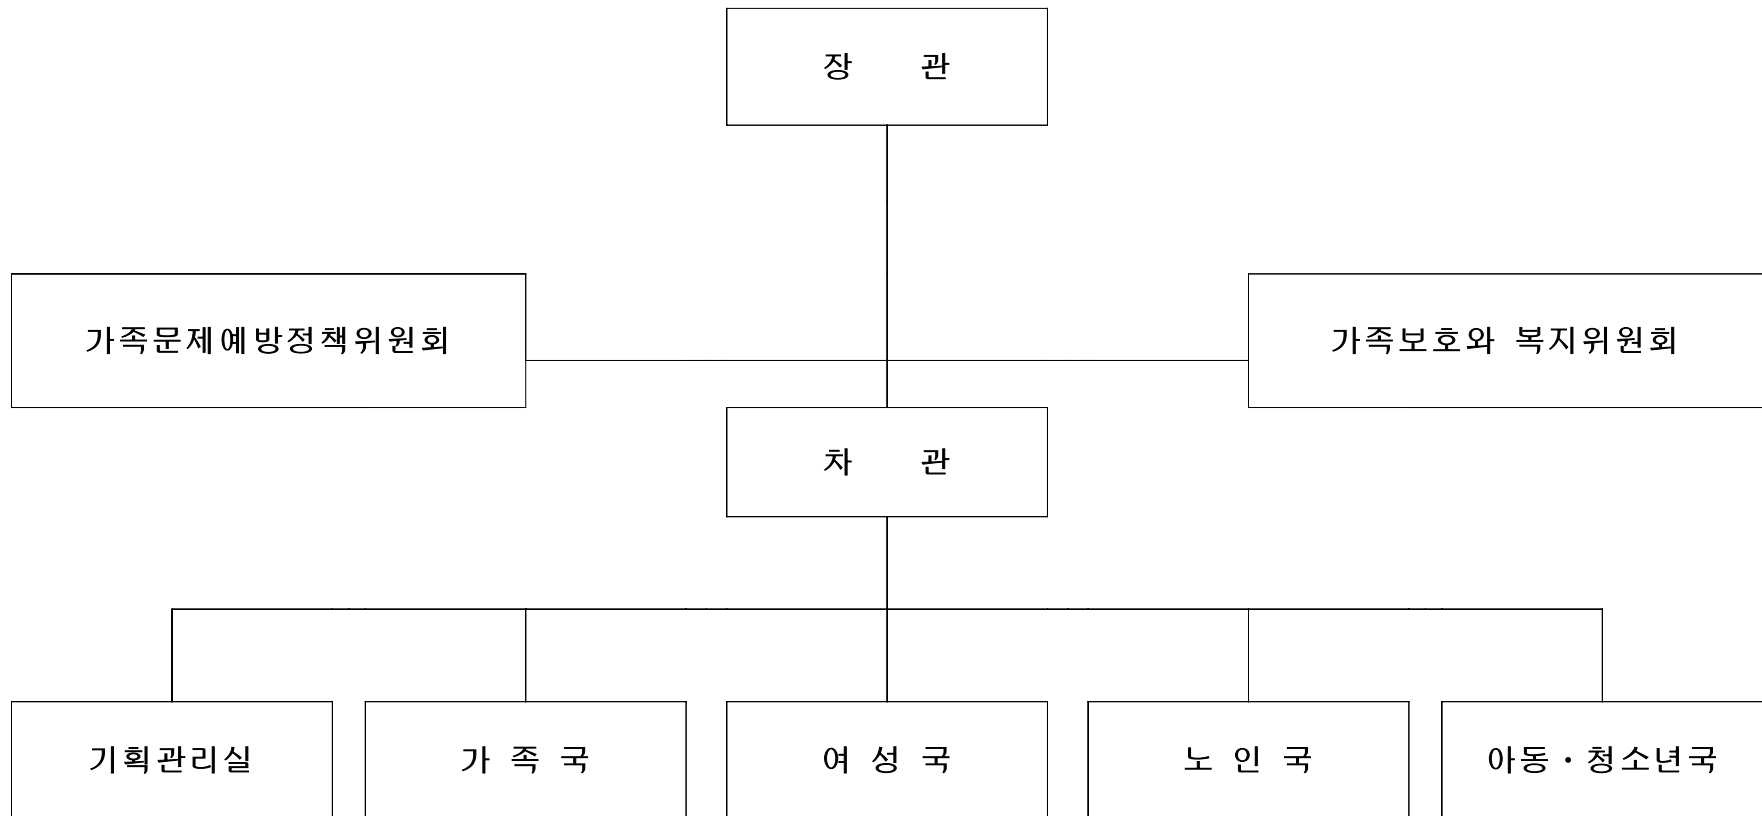 장 관
가족문제예방정책위원회
가족보호와 복지위원회
차 관
기획관리실
가 족 국
여 성 국
노 인 국
아동·청소년국